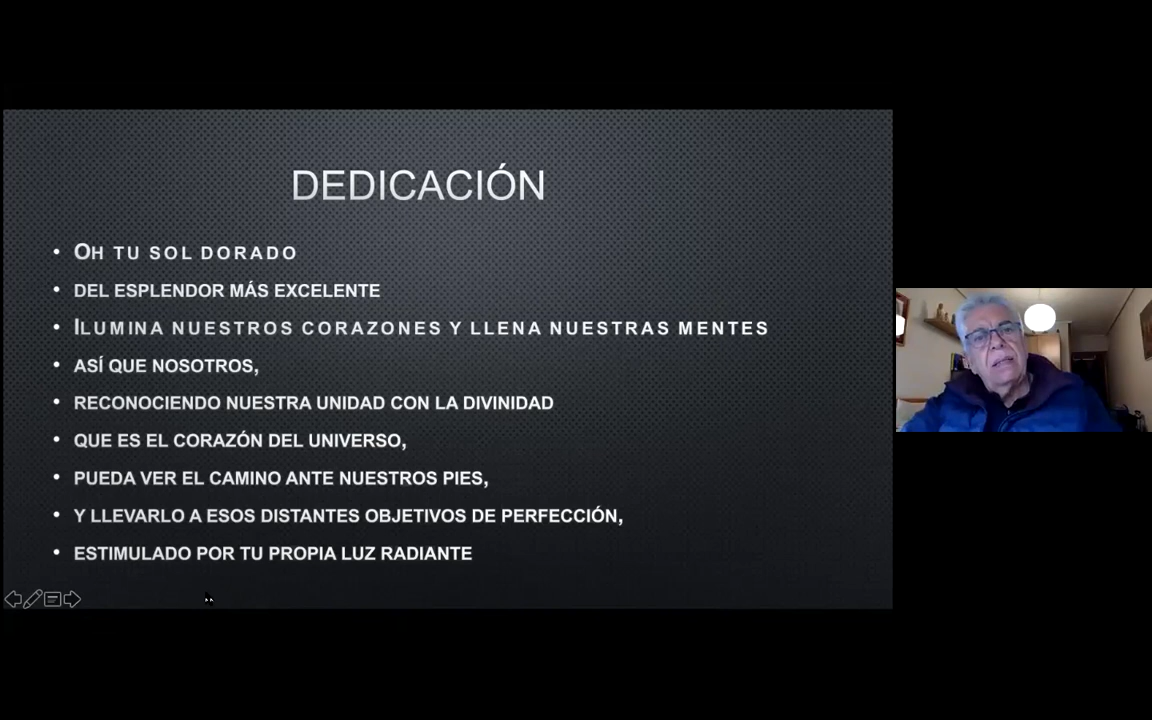 DEDICACIÓN
• OH TU SOL DORADO
• DEL ESPLENDOR MÁS EXCELENTE
• ILUMINA NUESTROS CORAZONES Y LLENA NUESTRAS MENTES
• ASÍ QUE NOSOTROS,
• RECONOCIENDO NUESTRA UNIDAD CON LA DIVINIDAD
• QUE ES EL CORAZÓN DEL UNIVERSO,
• PUEDA VER EL CAMINO ANTE NUESTROS PIES,
• Y LLEVARLO A ESOS DISTANTES OBJETIVOS DE PERFECCIÓN,
• ESTIMULADO POR TU PROPIA LUZ RADIANTE